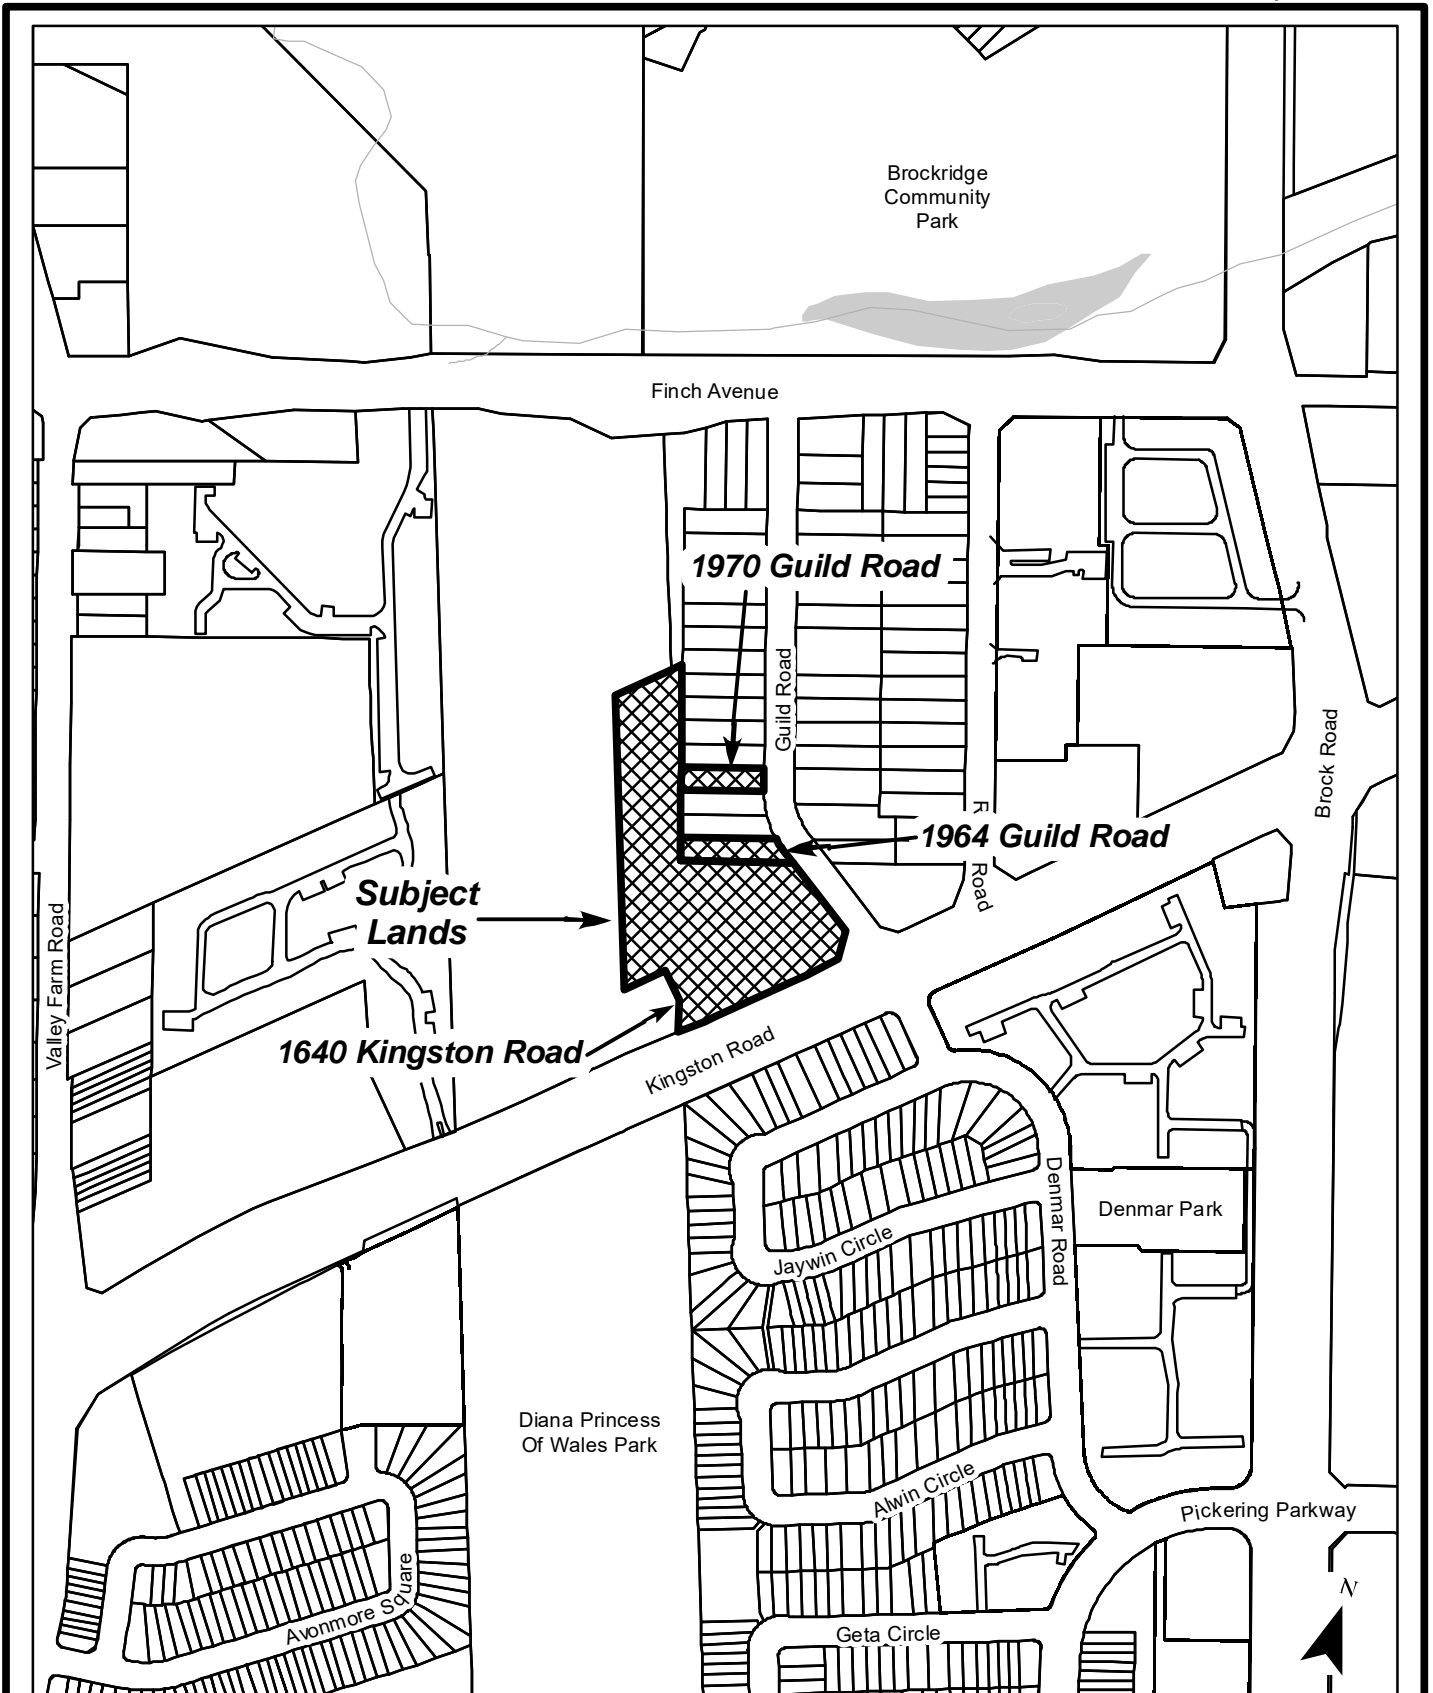 Brockridge
Community
Park
Finch Avenue
1970 Guild Road
Guild Road
Brock Road
1964 Guild Road
Road
Subject
Lands
Valley Farm Road
1640 Kingston Road
Kingston Road
Denmar Road
Denmar Park
Jaywin Circle
Diana Princess
Of Wales Park
Alwin Circle
Pickering Parkway
Avonmore Square
Geta Circle
N